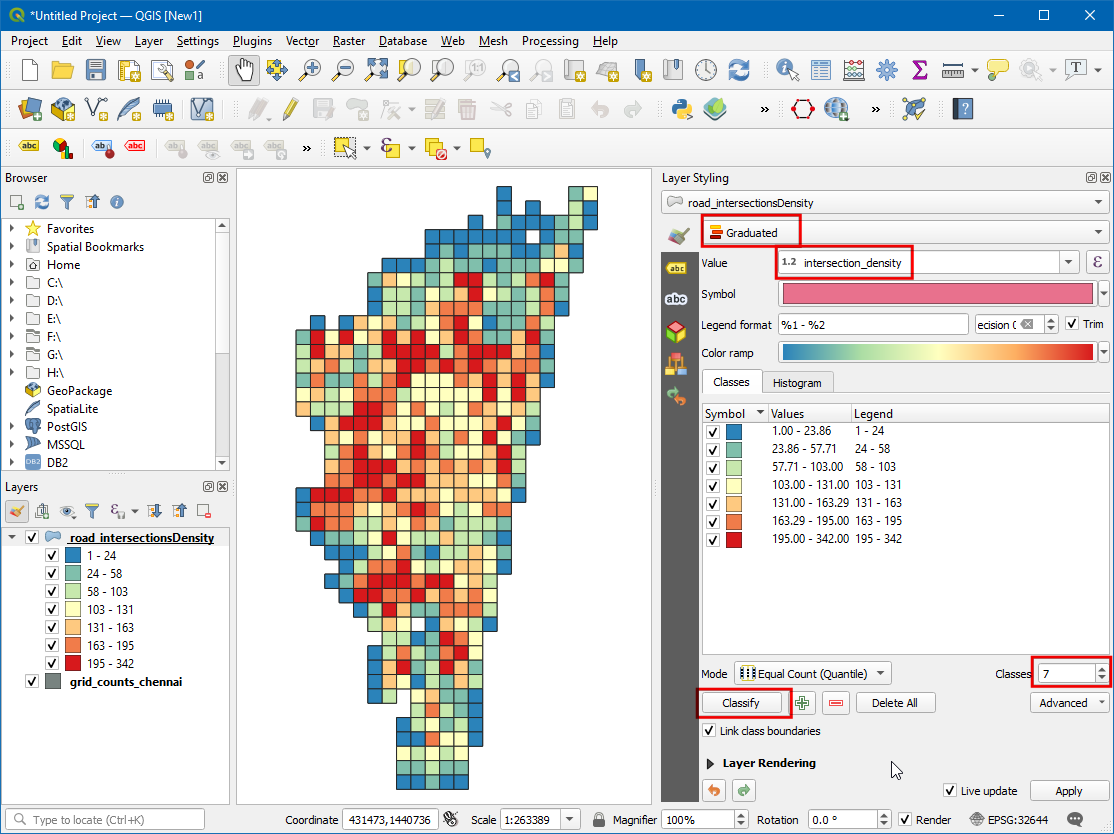 *Untitled Project — QGIS [New1]
Project Edit View Layer Settings Plugins Vector Raster Database Web Mesh Processing Help
abc
abc abc
Browser
Favorites
Spatial Bookmarks
Home
C:\
D:\
E:\
F:\
G:\
H:\
GeoPackage
SpatiaLite
PostGIS
MSSQL
DB2 DB2
Layers
road_intersectionsDensity
1 - 24
24 - 58
58 - 103
103 - 131
131 - 163
163 - 195
195 - 342
grid_counts_chennai
Layer Styling
road_intersectionsDensity
Graduated
Value 1.2 intersection_density ε
abc
abc
Symbol
Legend format %1 - %2 ecision 0 Trim
Color ramp
Classes Histogram
Symbol Values Legend
1.00 - 23.86 1 - 24
23.86 - 57.71 24 - 58
57.71 - 103.00 58 - 103
103.00 - 131.00 103 - 131
131.00 - 163.29 131 - 163
163.29 - 195.00 163 - 195
195.00 - 342.00 195 - 342
Mode Equal Count (Quantile) Classes 7
Classify Delete All Advanced
Link class boundaries
Layer Rendering
Live update Apply
Type to locate (Ctrl+K) Coordinate 431473,1440736 Scale 1:263389 Magnifier 100% Rotation 0.0 ° Render EPSG:32644